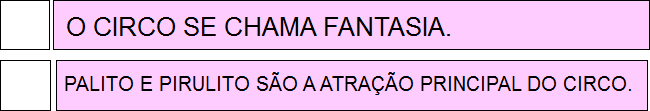 O CIRCO SE CHAMA FANTASIA.
PALITO E PIRULITO SÃO A ATRAÇÃO PRINCIPAL DO CIRCO.